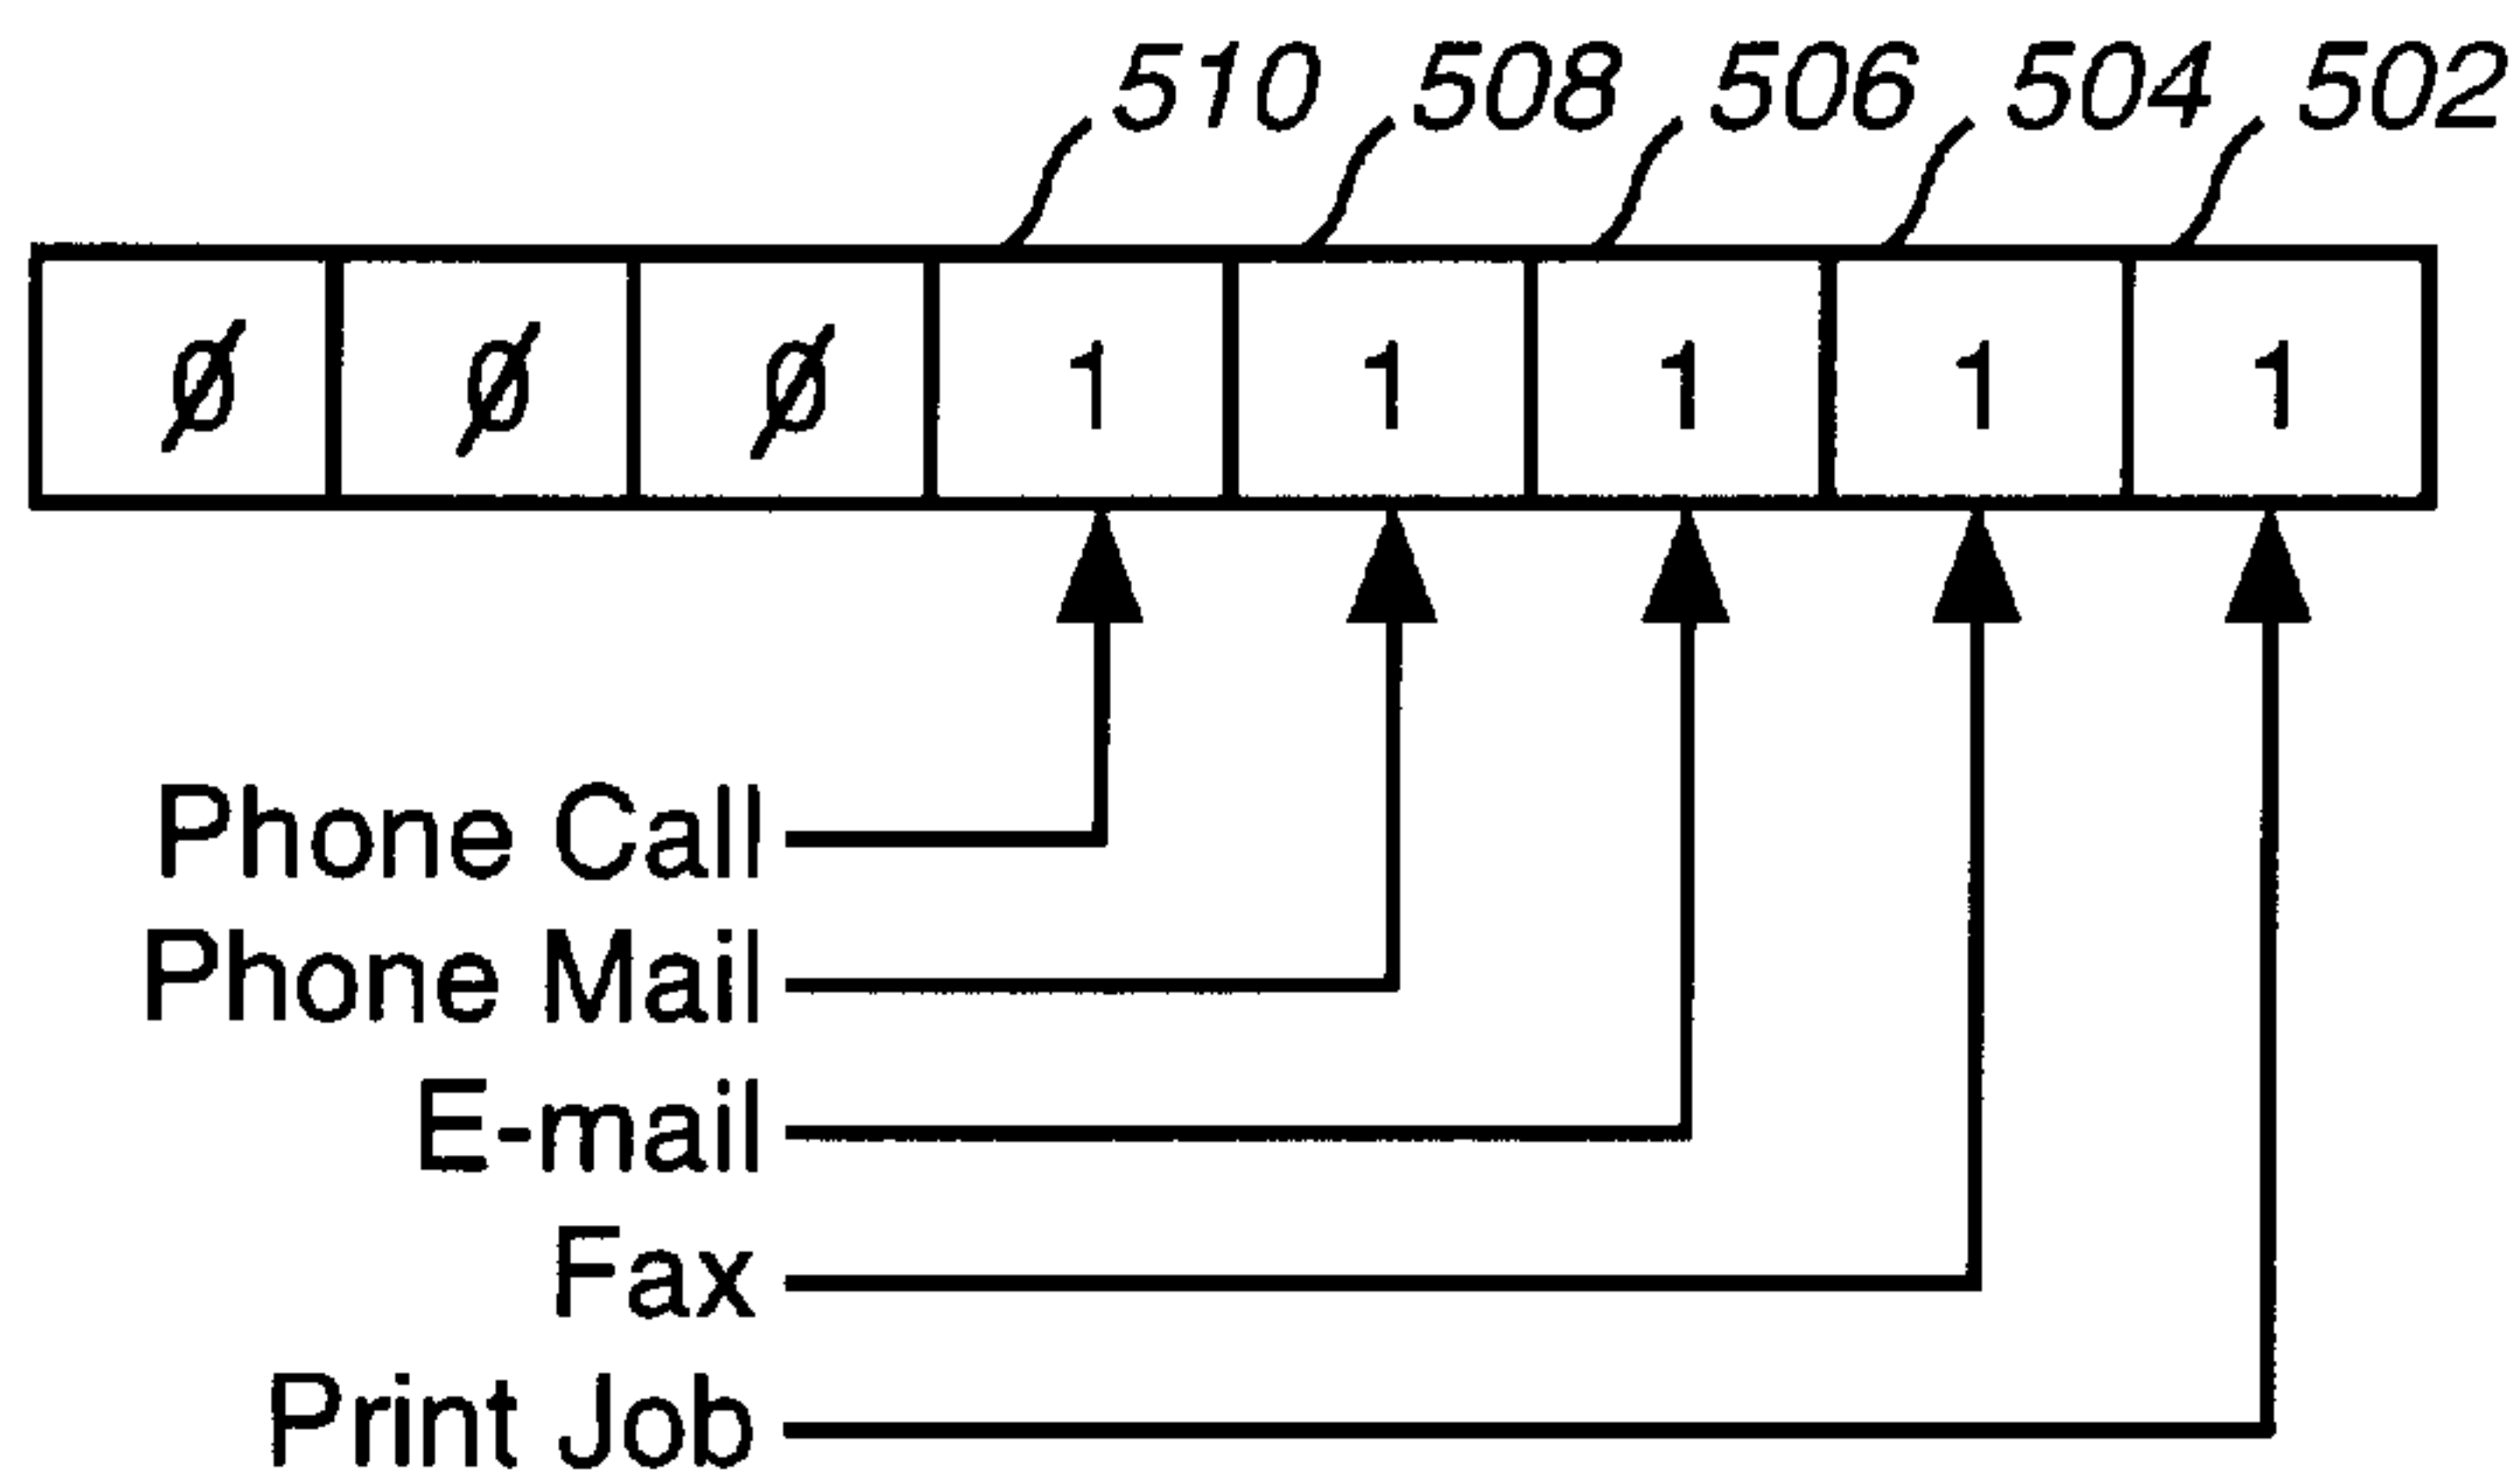 510 508 506 504 502
Ø Ø Ø 1 1 1 1 1
Phone Call
Phone Mail
E-mail
Fax
Print Job